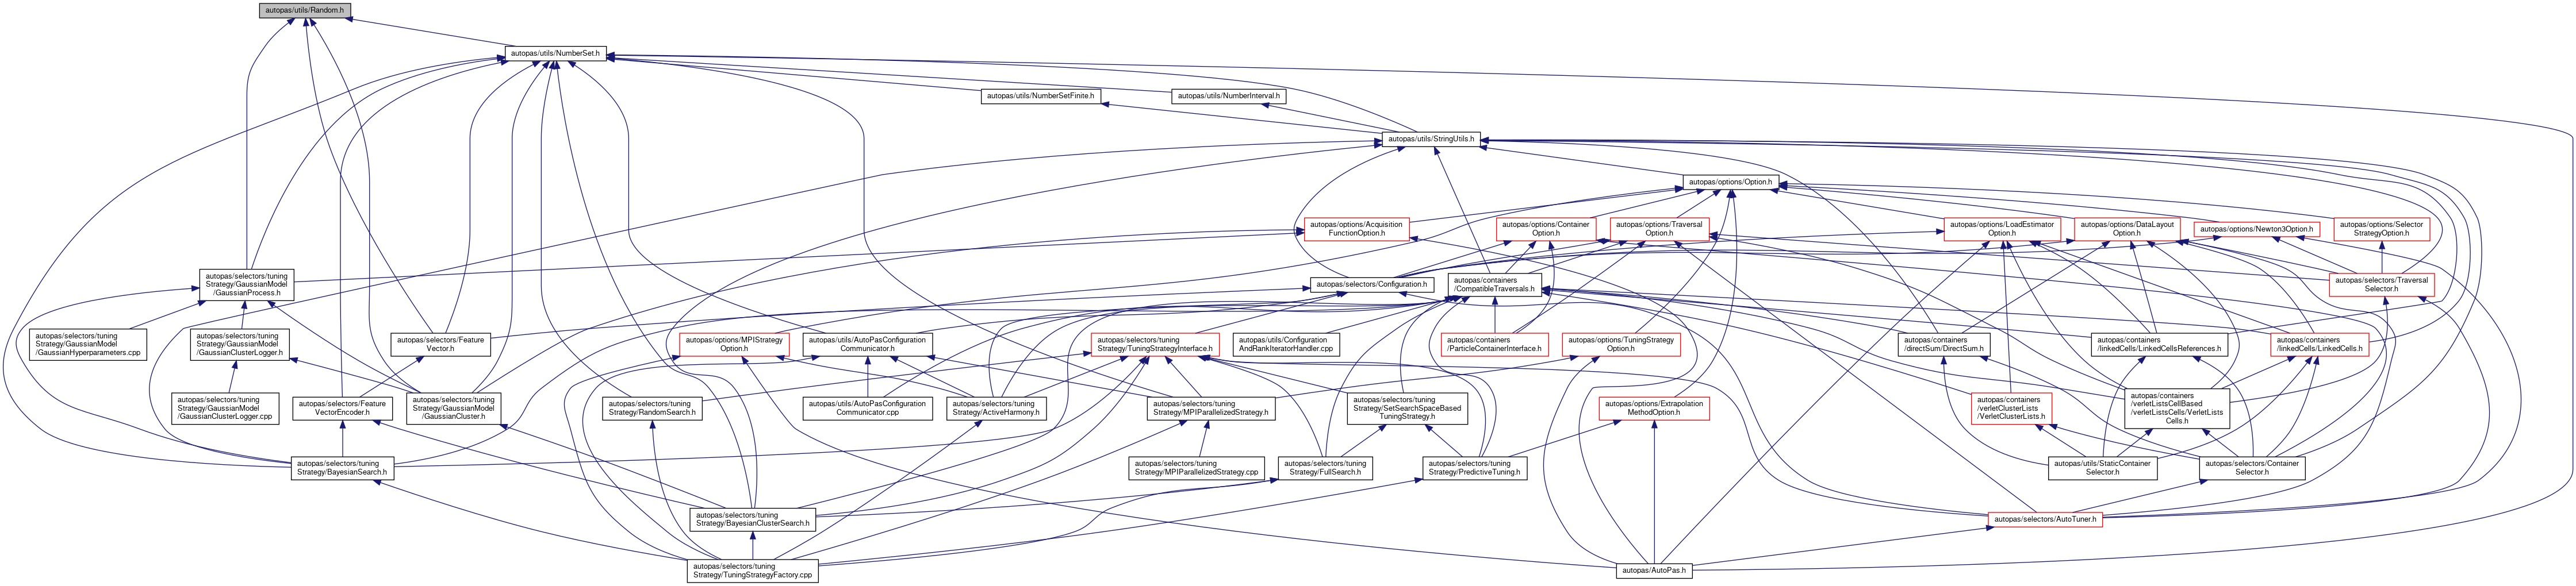 autopas/utils/Random.h
autopas/utils/NumberSet.h
autopas/utils/NumberSetFinite.h
autopas/utils/NumberInterval.h
autopas/utils/StringUtils.h
autopas/options/Option.h
autopas/options/Acquisition
FunctionOption.h
autopas/options/Container
Option.h
autopas/options/Traversal
Option.h
autopas/options/LoadEstimator
Option.h
autopas/options/DataLayout
Option.h
autopas/options/Newton3Option.h
autopas/options/Selector
StrategyOption.h
autopas/selectors/tuning
Strategy/GaussianModel
/GaussianProcess.h
autopas/selectors/Configuration.h
autopas/containers
/CompatibleTraversals.h
autopas/selectors/Traversal
Selector.h
autopas/selectors/tuning
Strategy/GaussianModel
/GaussianHyperparameters.cpp
autopas/selectors/tuning
Strategy/GaussianModel
/GaussianClusterLogger.h
autopas/selectors/Feature
Vector.h
autopas/options/MPIStrategy
Option.h
autopas/utils/AutoPasConfiguration
Communicator.h
autopas/selectors/tuning
Strategy/TuningStrategyInterface.h
autopas/utils/Configuration
AndRankIteratorHandler.cpp
autopas/containers
/ParticleContainerInterface.h
autopas/options/TuningStrategy
Option.h
autopas/containers
/directSum/DirectSum.h
autopas/containers
/linkedCells/LinkedCellsReferences.h
autopas/containers
/linkedCells/LinkedCells.h
autopas/selectors/tuning
Strategy/GaussianModel
/GaussianClusterLogger.cpp
autopas/selectors/Feature
VectorEncoder.h
autopas/selectors/tuning
Strategy/GaussianModel
/GaussianCluster.h
autopas/selectors/tuning
Strategy/RandomSearch.h
autopas/utils/AutoPasConfiguration
Communicator.cpp
autopas/selectors/tuning
Strategy/ActiveHarmony.h
autopas/selectors/tuning
Strategy/MPIParallelizedStrategy.h
autopas/selectors/tuning
Strategy/SetSearchSpaceBased
TuningStrategy.h
autopas/options/Extrapolation
MethodOption.h
autopas/containers
/verletClusterLists
/VerletClusterLists.h
autopas/containers
/verletListsCellBased
/verletListsCells/VerletLists
Cells.h
autopas/selectors/tuning
Strategy/BayesianSearch.h
autopas/selectors/tuning
Strategy/MPIParallelizedStrategy.cpp
autopas/selectors/tuning
Strategy/FullSearch.h
autopas/selectors/tuning
Strategy/PredictiveTuning.h
autopas/utils/StaticContainer
Selector.h
autopas/selectors/Container
Selector.h
autopas/selectors/tuning
Strategy/BayesianClusterSearch.h
autopas/selectors/AutoTuner.h
autopas/selectors/tuning
Strategy/TuningStrategyFactory.cpp
autopas/AutoPas.h